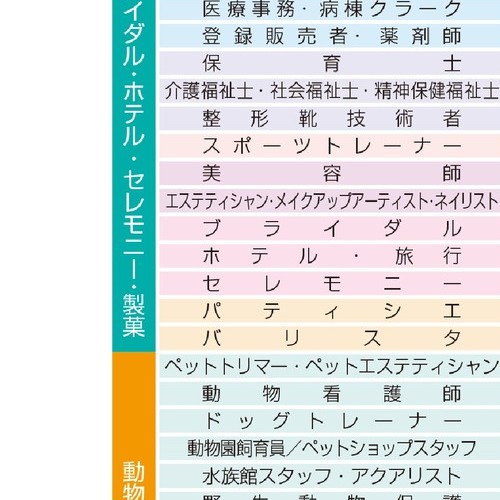 イダル・ホテル・セレモニー・製菓
医療事務・病棟クラーク
登録販売者・薬剤師
保育士
介護福祉士・社会福祉士・精神保健福祉士
整形靴技術者
スポーツトレーナー
美容師
エステティシャン・メイクアップアーティスト・ネイリスト
ブライダル
ホテル・旅行
セレモニー
パティシエ
バリスタ
動物
ペットトリマー・ペットエステティシャン
動物看護師
ドッグトレーナー
動物園飼育員／ペットショップスタッフ
水族館スタッフ・アクアリスト
野生動物保護